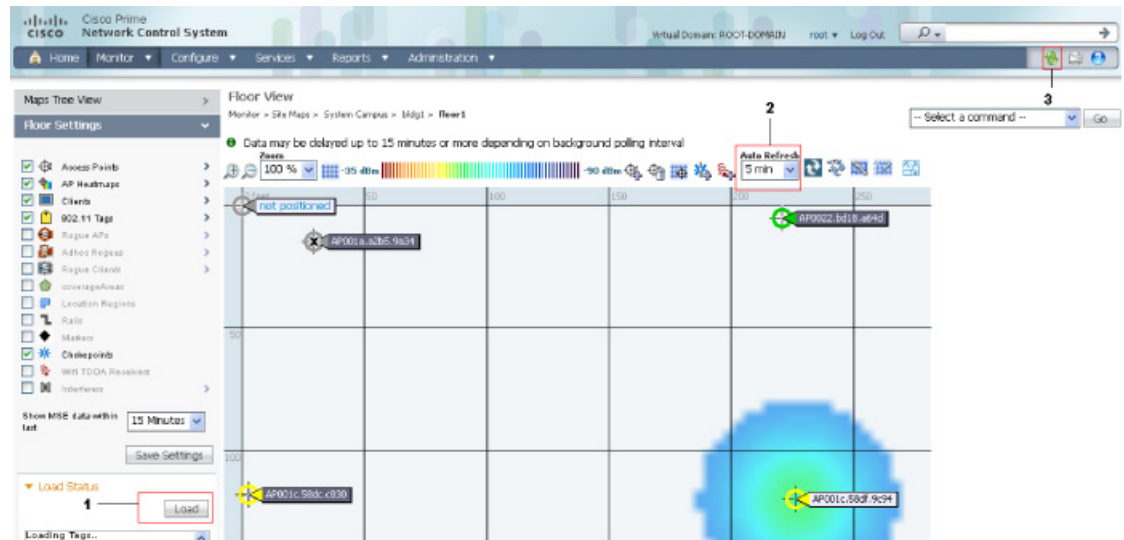 Cisco Prime
CISCO Network Control System
Virtual Domain: ROOT-DOMAIN root Log Out
Home Monitor Configure Services Reports Administration
3
Maps Tree View
Floor Settings
Floor View
Monitor > Site Maps > System Campus > bldg1 > floor1
2
-- Select a command --
Go
Data may be delayed up to 15 minutes or more depending on background polling interval
Zoom
100 %
-35 dBm
-90 dBm
Auto Refresh
5 min
Access Points
AP Heatmaps
Clients
802.11 Tags
Rogue APs
Adhoc Rogues
Rogue Clients
coverageAreas
Location Regions
Rails
Markers
Chokepoints
Wifi TDOA Receivers
Interferers
Show MSE data within last
15 Minutes
Save Settings
Load Status
1
Load
Loading Tags..
0 feet
50
100
150
200
250
not positioned
AP001a.a2b5.9a34
AP0022.bd18.a64d
50
100
AP001c.58dc.c830
AP001c.58df.9c94